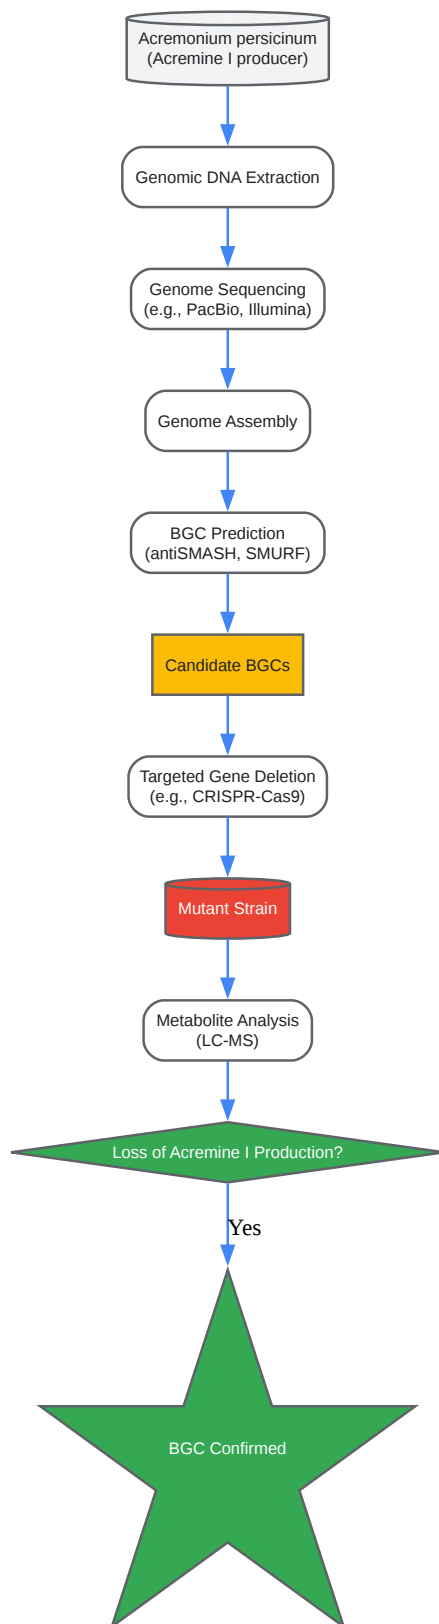 Acremonium persicinum
(Acremine I producer)
Genomic DNA Extraction
Genome Sequencing
(e.g., PacBio, Illumina)
Genome Assembly
BGC Prediction
(antiSMASH, SMURF)
Candidate BGCs
Targeted Gene Deletion
(e.g., CRISPR-Cas9)
Mutant Strain
Metabolite Analysis
(LC-MS)
Loss of Acremine I Production?
Yes
BGC Confirmed